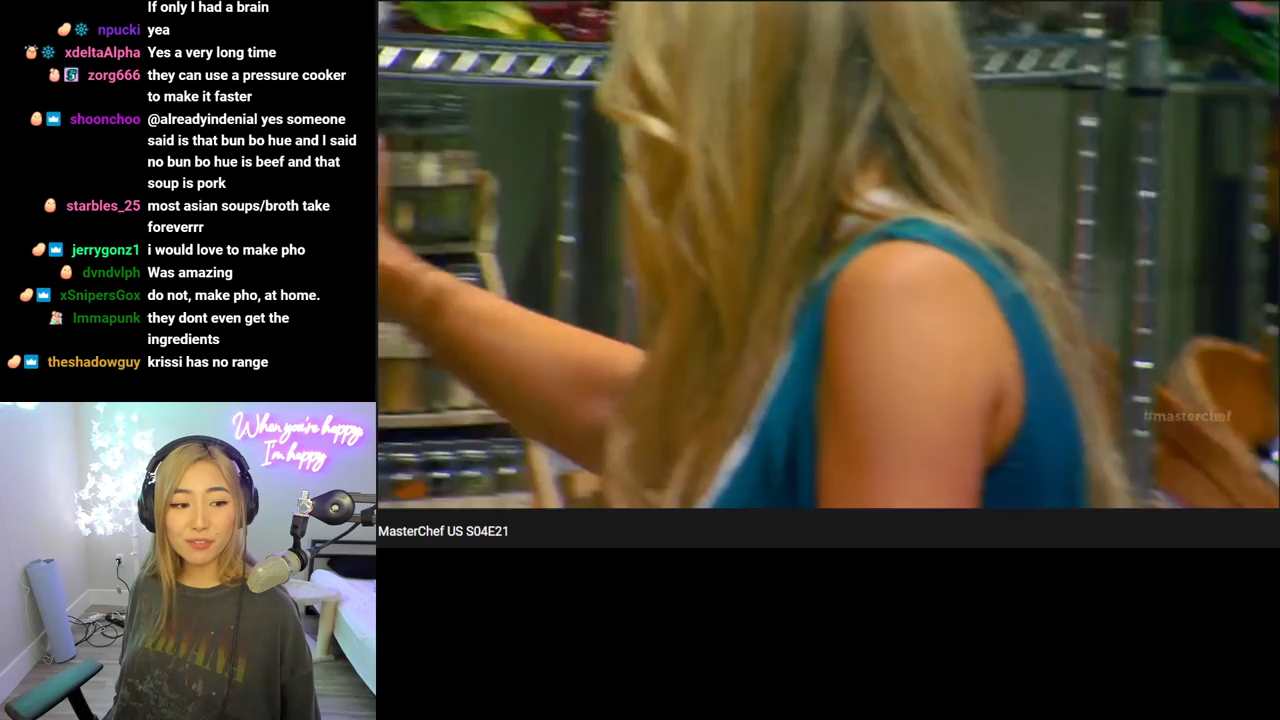 If only I had a brain
npucki yea
xdeltaAlpha Yes a very long time
zorg666 they can use a pressure cooker
to make it faster
shoonchoo @alreadyindenial yes someone
said is that bun bo hue and I said
no bun bo hue is beef and that
soup is pork
starbles_25 most asian soups/broth take
foreverrr
jerrygonz1 i would love to make pho
dvndvlph Was amazing
xSnipersGox do not, make pho, at home.
Immapunk they dont even get the
ingredients
theshadowguy krissi has no range
#masterchef
When you're happy,
I'm happy
NIRVANA
MasterChef US S04E21